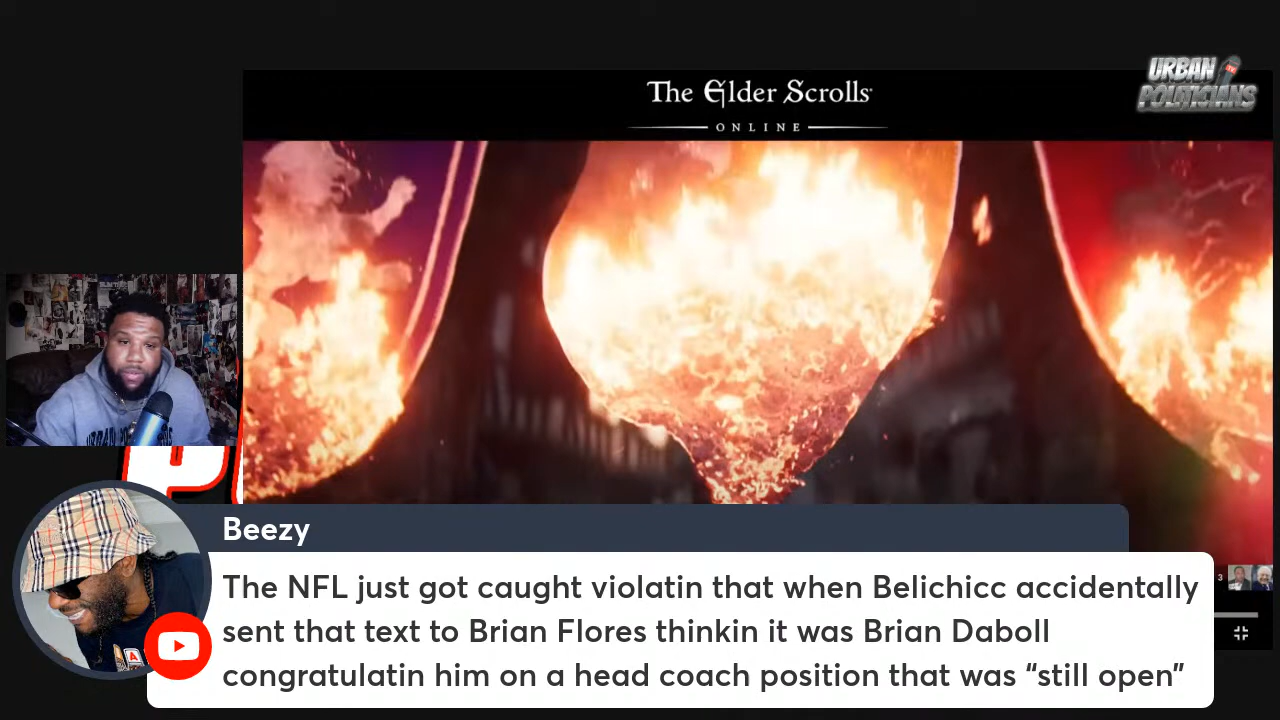 The Elder Scrolls
ONLINE
URBAN TV
POLITICIANS
Beezy
The NFL just got caught violatin that when Belichicc accidentally
sent that text to Brian Flores thinkin it was Brian Daboll
congratulatin him on a head coach position that was “still open”
3